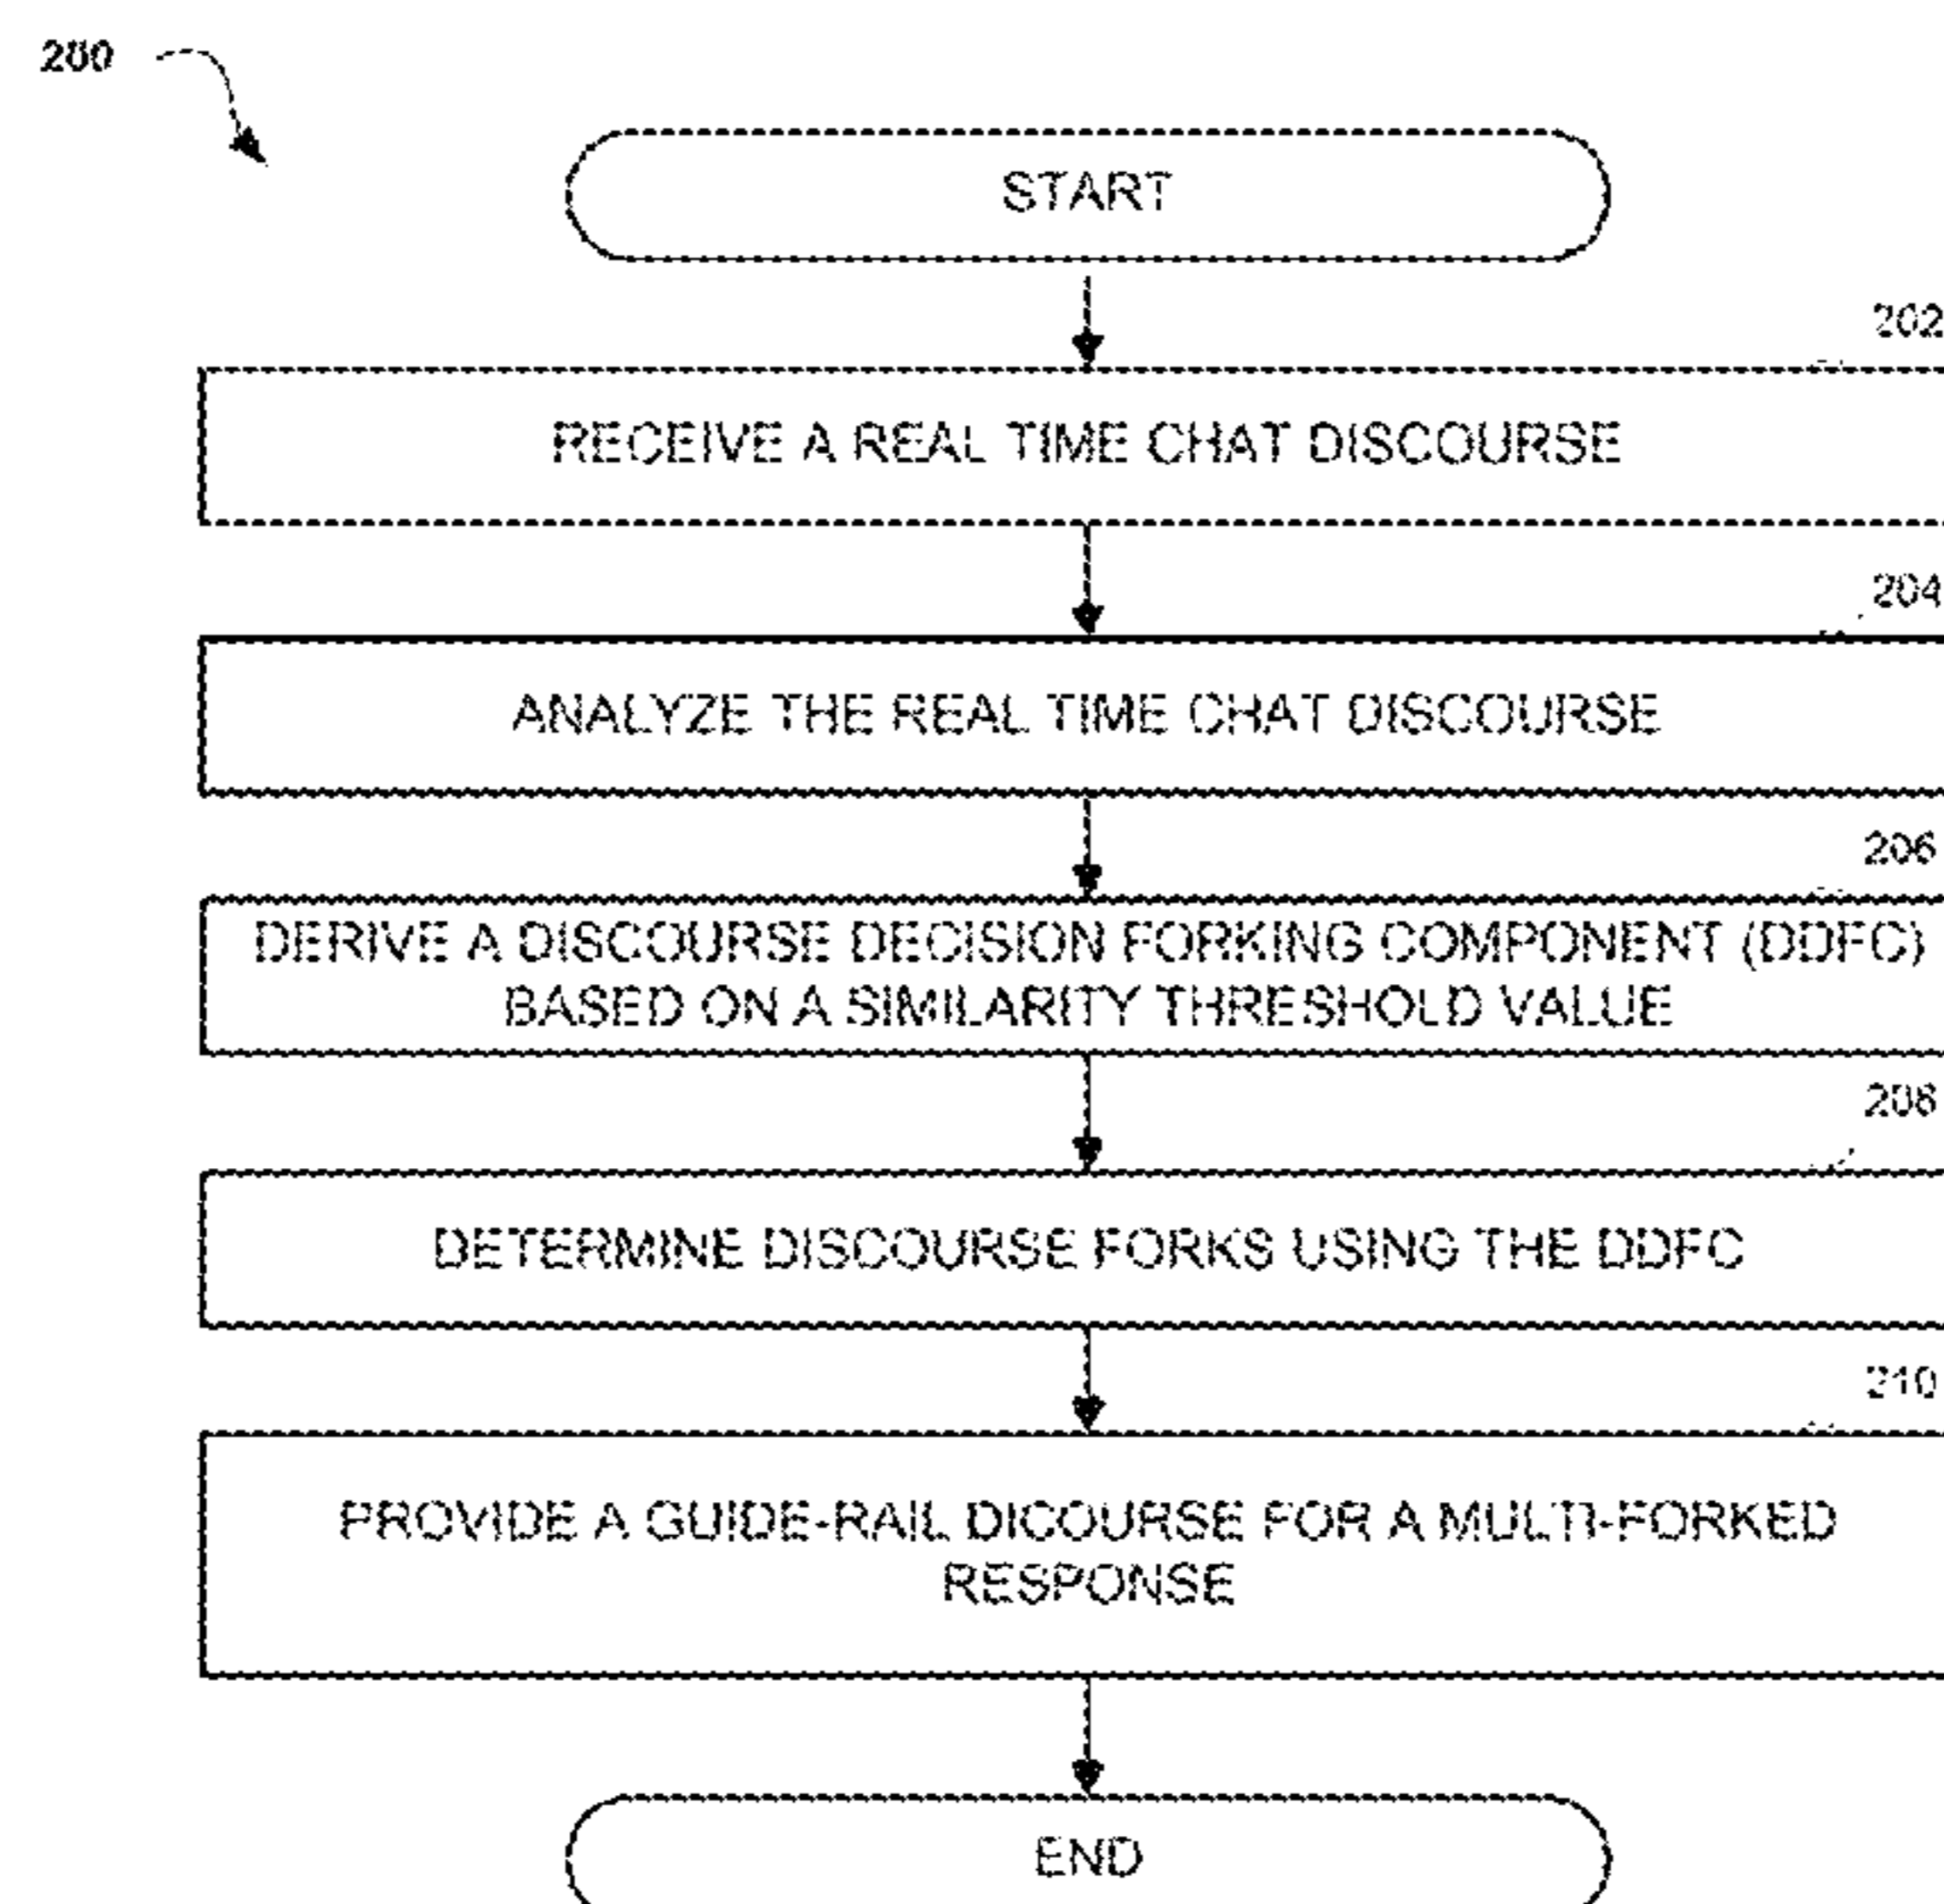 200
START
202
RECEIVE A REAL TIME CHAT DISCOURSE
204
ANALYZE THE REAL TIME CHAT DISCOURSE
206
DERIVE A DISCOURSE DECISION FORKING COMPONENT (DDFC)
BASED ON A SIMILARITY THRESHOLD VALUE
208
DETERMINE DISCOURSE FORKS USING THE DDFC
210
PROVIDE A GUIDE-RAIL DICOURSE FOR A MULTI-FORKED
RESPONSE
END